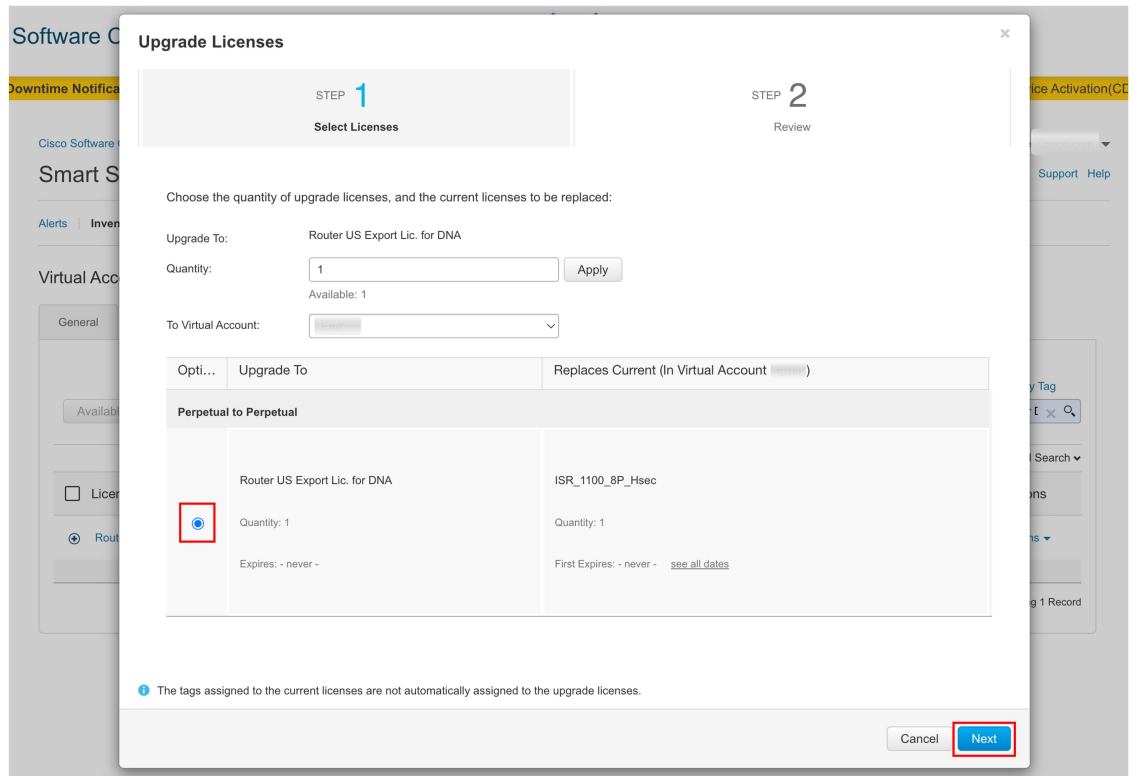 Software C
Upgrade Licenses
Downtime Notifica
vice Activation(CD
STEP 1
Select Licenses
STEP 2
Review
Cisco Software
Smart S
Support Help
Alerts Inven
Choose the quantity of upgrade licenses, and the current licenses to be replaced:
Upgrade To: Router US Export Lic. for DNA
Quantity: 1 Apply
Available: 1
Virtual Acc
General
To Virtual Account:
Opti... Upgrade To Replaces Current (In Virtual Account )
y Tag
Availabl
Perpetual to Perpetual
l Search
Licen
ons
Router US Export Lic. for DNA ISR_1100_8P_Hsec
Quantity: 1 Quantity: 1
Rout
ns
Expires: - never - First Expires: - never - see all dates
g 1 Record
The tags assigned to the current licenses are not automatically assigned to the upgrade licenses.
Cancel Next